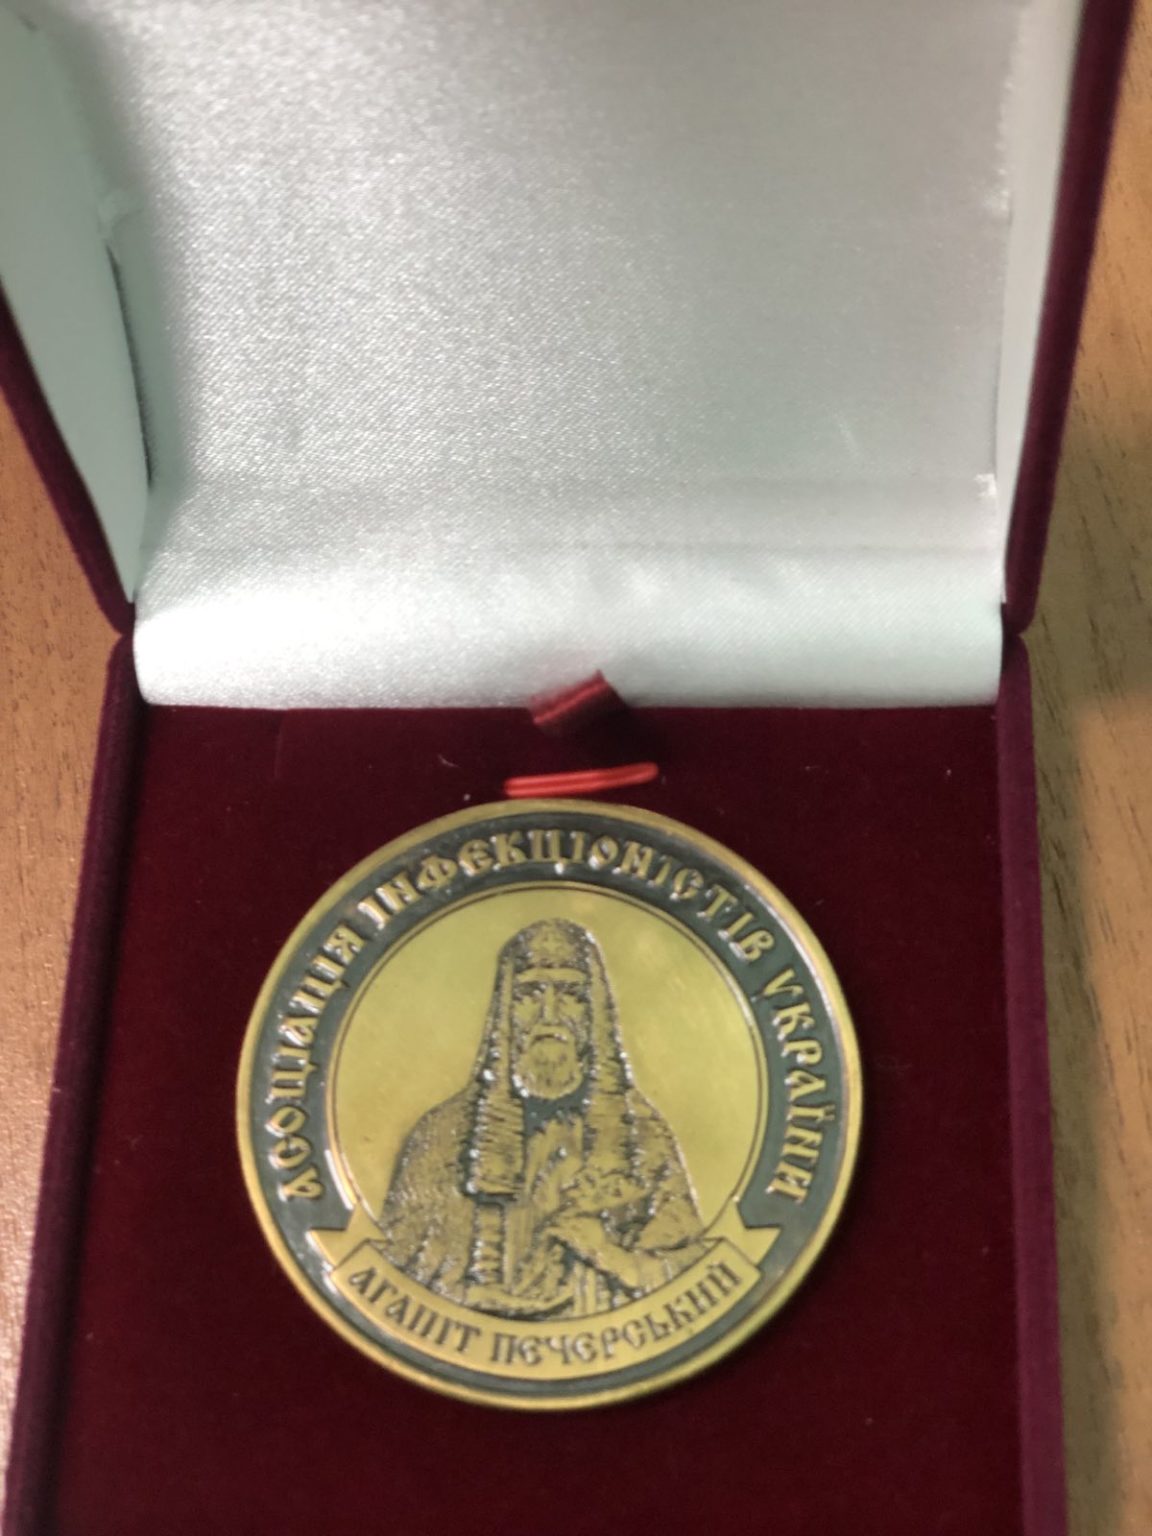 АСОЦІАЦІЯ ІНФЕКЦІОНІСТІВ УКРАЇНИ
АГАПІТ ПЕЧЕРСЬКИЙ